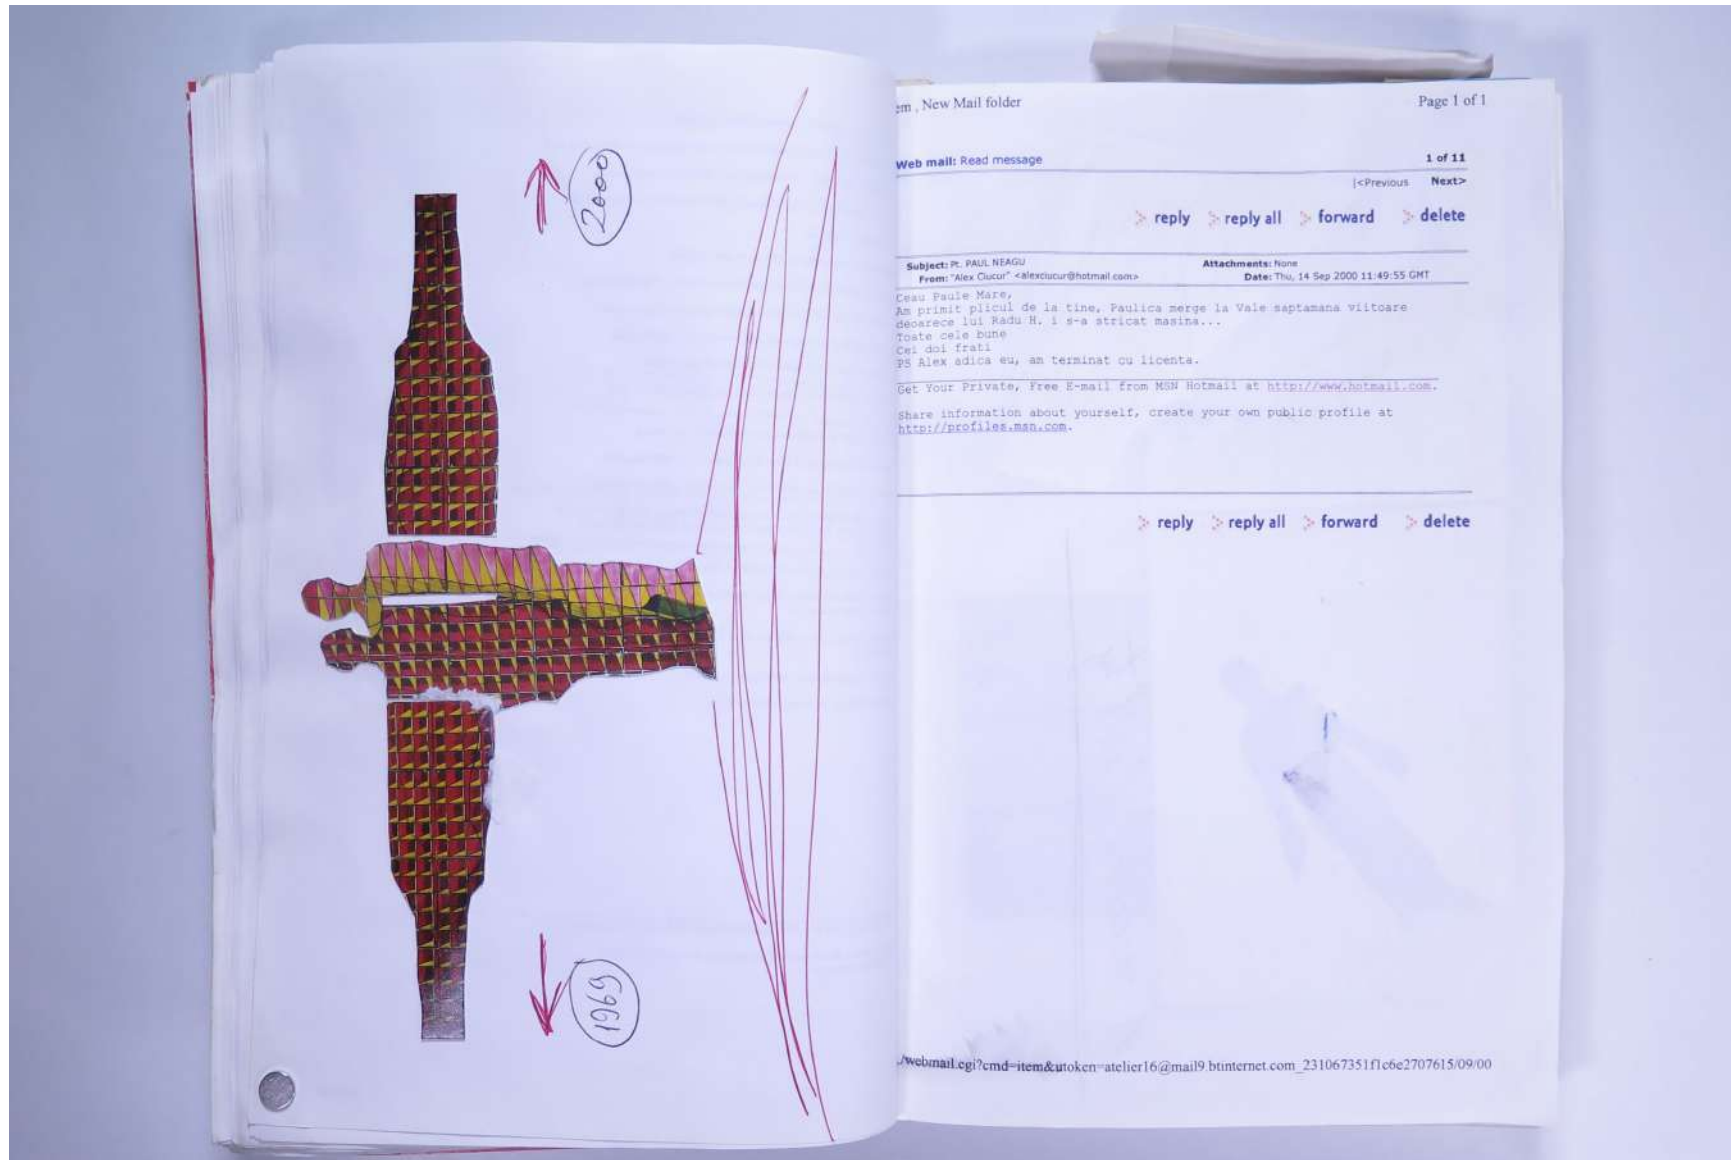 2000
1969
em , New Mail folder Page 1 of 1
Web mail: Read message 1 of 11
|<Previous Next>
reply reply all forward delete
Subject: Pt. PAUL NEAGU Attachments: None
From: "Alex Ciucur" <alexciucur@hotmail.com> Date: Thu, 14 Sep 2000 11:49:55 GMT
Ceau Paule Mare,
Am primit plicul de la tine, Paulica merge la Vale saptamana viitoare
deoarece lui Radu H. i s-a stricat masina...
Toate cele bune
Cei doi frati
PS Alex adica eu, am terminat cu licenta.
Get Your Private, Free E-mail from MSN Hotmail at http://www.hotmail.com.
Share information about yourself, create your own public profile at
http://profiles.msn.com.
reply reply all forward delete
./webmail.cgi?cmd=item&utoken=atelier16@mail9.btinternet.com_231067351f1c6e2707615/09/00